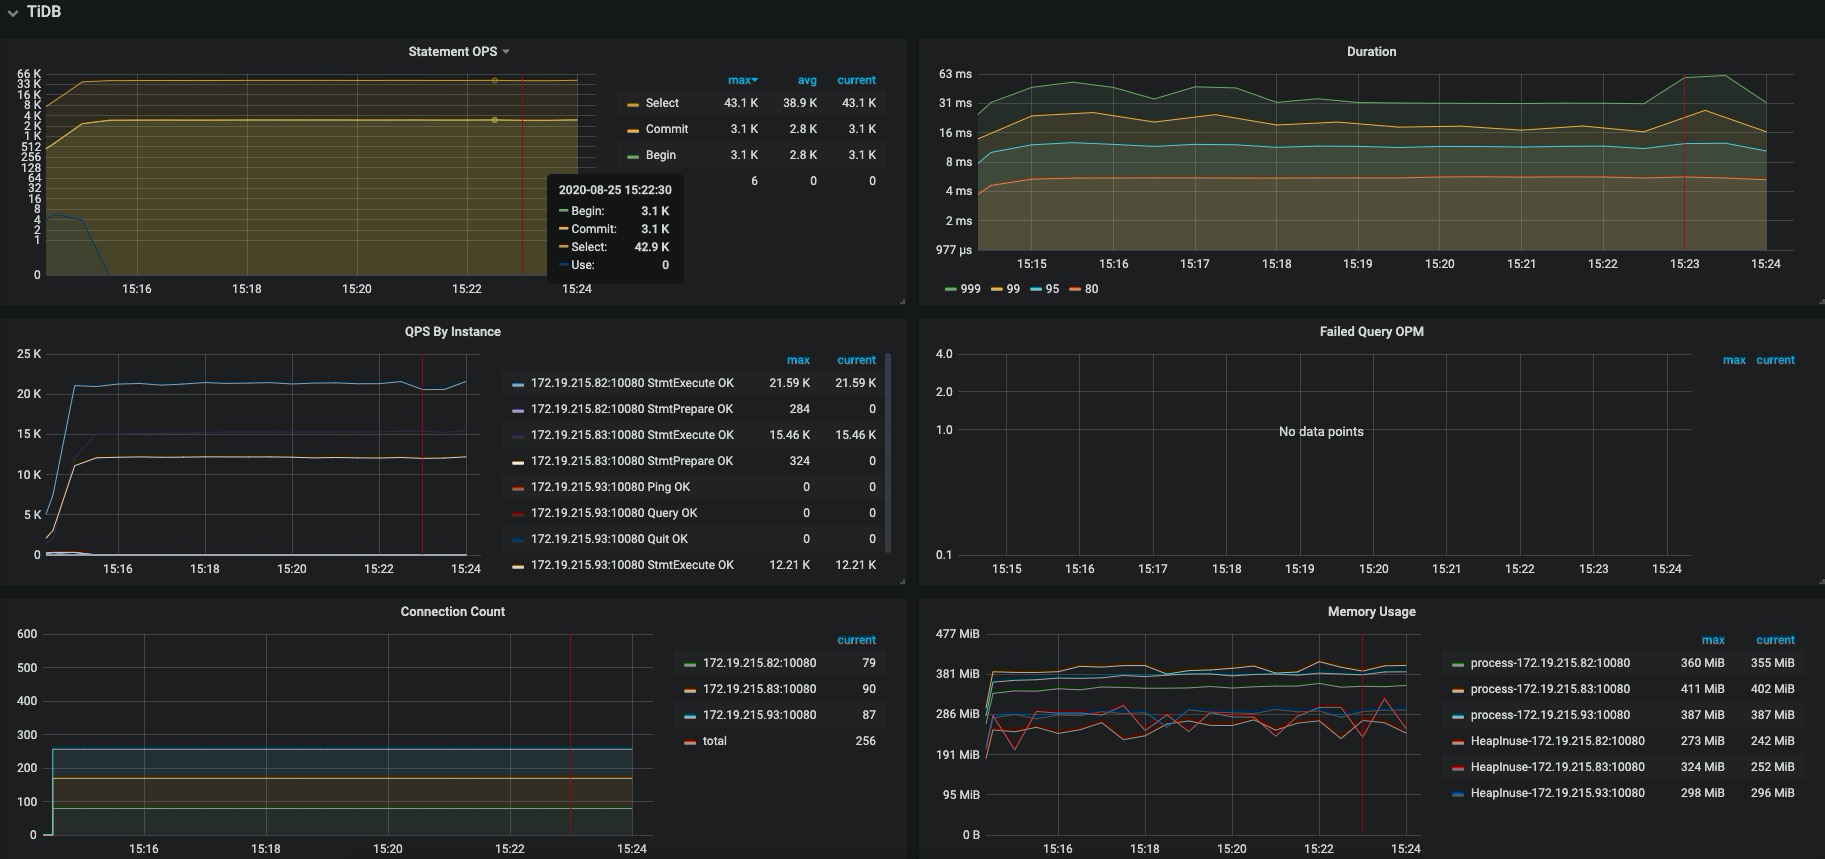 TiDB
Statement OPS
66 K
33 K
16 K
8 K
4 K
2 K
1 K
512
256
128
64
32
16
8
4
2
1
0
15:16 15:18 15:20 15:22 15:24
max avg current
Select 43.1 K 38.9 K 43.1 K
Commit 3.1 K 2.8 K 3.1 K
Begin 3.1 K 2.8 K 3.1 K
6 0 0
2020-08-25 15:22:30
Begin: 3.1 K
Commit: 3.1 K
Select: 42.9 K
Use: 0
Duration
63 ms
31 ms
16 ms
8 ms
4 ms
2 ms
977 µs
15:15 15:16 15:17 15:18 15:19 15:20 15:21 15:22 15:23 15:24
999 99 95 80
QPS By Instance
25 K
20 K
15 K
10 K
5 K
0
15:16 15:18 15:20 15:22 15:24
max current
172.19.215.82:10080 StmtExecute OK 21.59 K 21.59 K
172.19.215.82:10080 StmtPrepare OK 284 0
172.19.215.83:10080 StmtExecute OK 15.46 K 15.46 K
172.19.215.83:10080 StmtPrepare OK 324 0
172.19.215.93:10080 Ping OK 0 0
172.19.215.93:10080 Query OK 0 0
172.19.215.93:10080 Quit OK 0 0
172.19.215.93:10080 StmtExecute OK 12.21 K 12.21 K
Failed Query OPM
4.0
2.0
1.0
0.1
No data points
15:15 15:16 15:17 15:18 15:19 15:20 15:21 15:22 15:23 15:24
max current
Connection Count
600
500
400
300
200
100
0
15:16 15:18 15:20 15:22 15:24
current
172.19.215.82:10080 79
172.19.215.83:10080 90
172.19.215.93:10080 87
total 256
Memory Usage
477 MiB
381 MiB
286 MiB
191 MiB
95 MiB
0 B
15:16 15:18 15:20 15:22 15:24
max current
process-172.19.215.82:10080 360 MiB 355 MiB
process-172.19.215.83:10080 411 MiB 402 MiB
process-172.19.215.93:10080 387 MiB 387 MiB
HeapInuse-172.19.215.82:10080 273 MiB 242 MiB
HeapInuse-172.19.215.83:10080 324 MiB 252 MiB
HeapInuse-172.19.215.93:10080 298 MiB 296 MiB